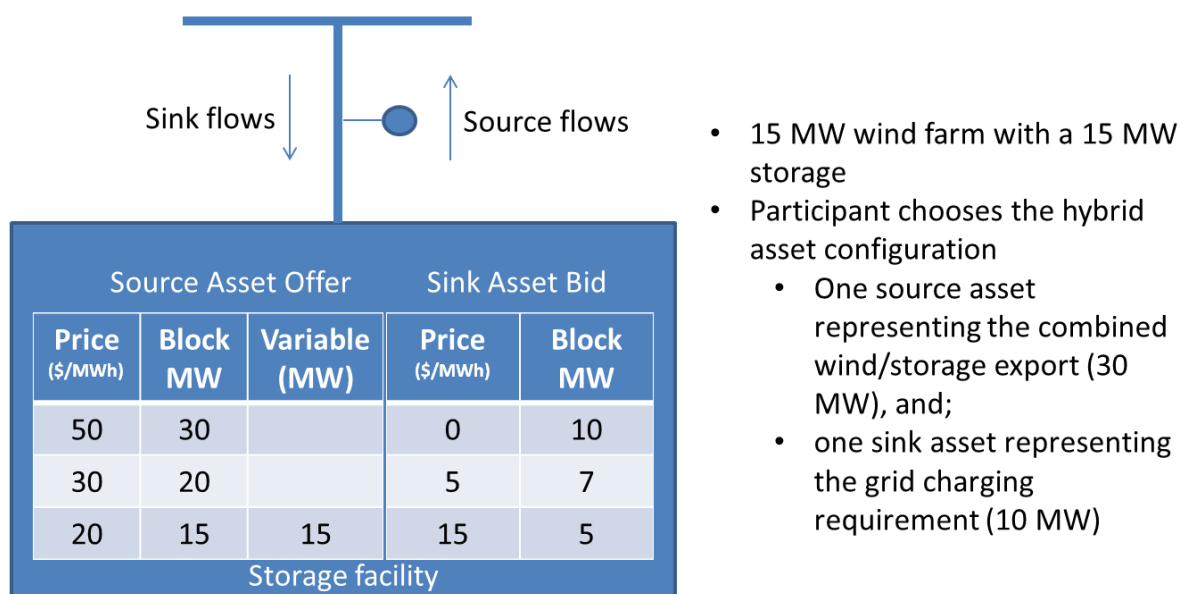 Sink flows
Source flows
Source Asset Offer Sink Asset Bid
Price Block Variable Price Block
($/MWh) MW (MW) ($/MWh) MW
50 30 0 10
30 20 5 7
20 15 15 15 5
Storage facility
• 15 MW wind farm with a 15 MW
storage
• Participant chooses the hybrid
asset configuration
• One source asset
representing the combined
wind/storage export (30
MW), and;
• one sink asset representing
the grid charging
requirement (10 MW)